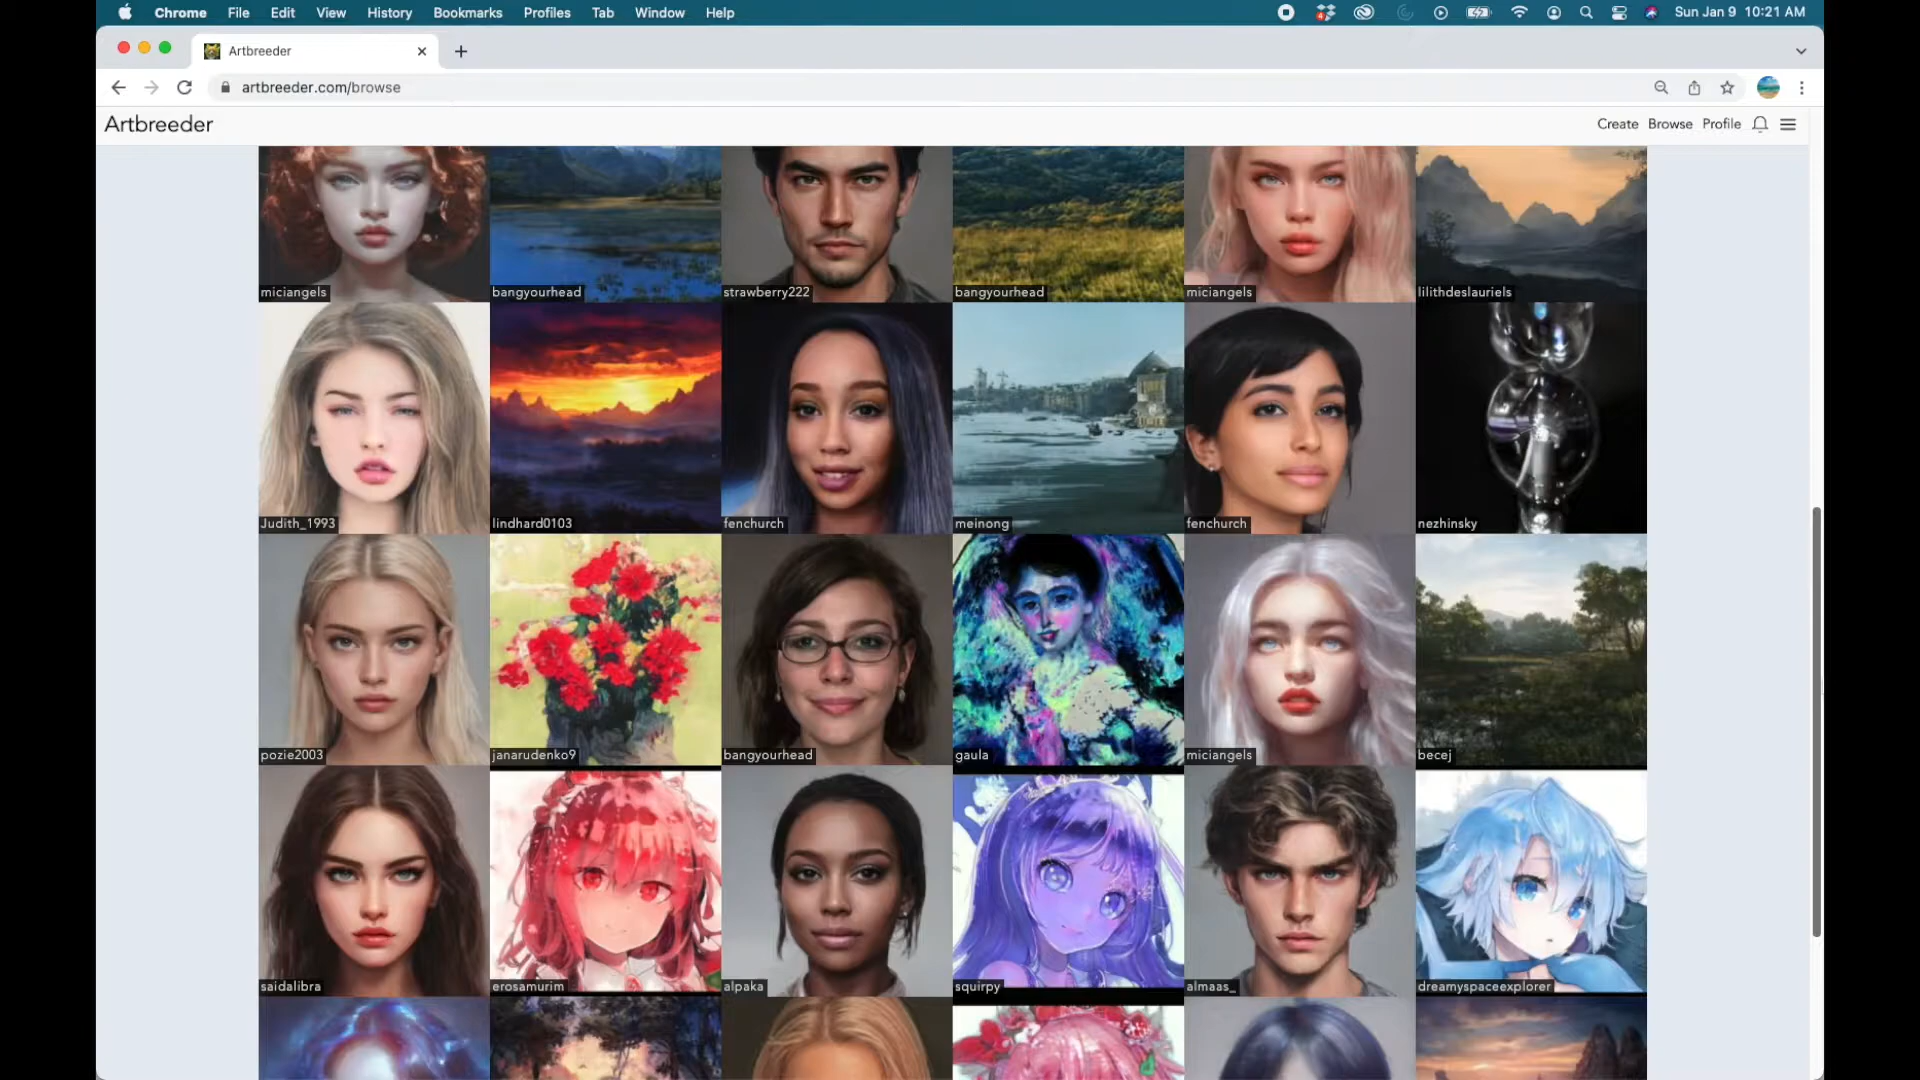 Chrome File Edit View History Bookmarks Profiles Tab Window Help Sun Jan 9 10:21 AM
Artbreeder
artbreeder.com/browse
Artbreeder Create Browse Profile
miciangels bangyourhead strawberry222 bangyourhead miciangels lilithdeslauriels
Judith_1993 lindhard0103 fenchurch meinong fenchurch nezhinsky
pozie2003 janarudenko9 bangyourhead gaula miciangels becej
saidalibra erosamurim alpaka squirpy almaas_ dreamyspaceexplorer